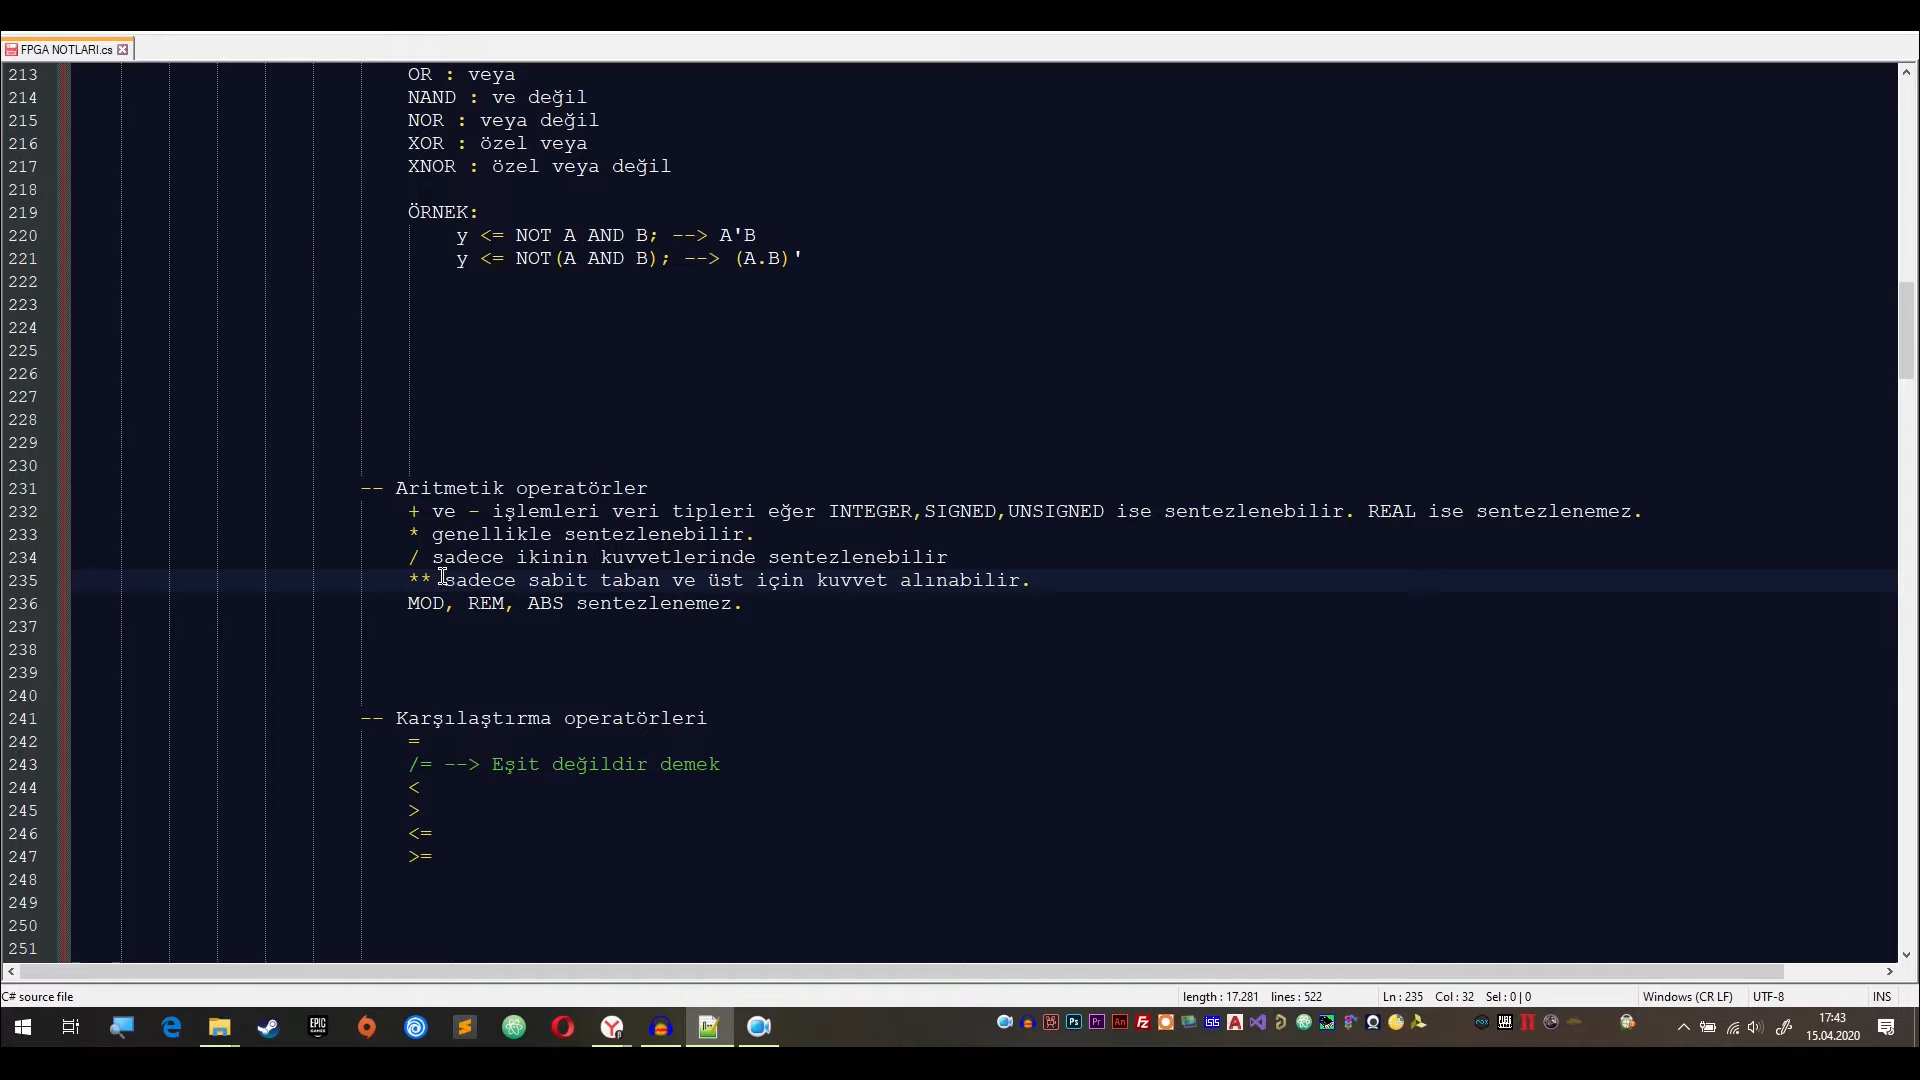 FPGA NOTLARI.cs
213 OR : veya
214 NAND : ve değil
215 NOR : veya değil
216 XOR : özel veya
217 XNOR : özel veya değil
218
219 ÖRNEK:
220 y <= NOT A AND B; --> A'B
221 y <= NOT(A AND B); --> (A.B)'
222
223
224
225
226
227
228
229
230
231 -- Aritmetik operatörler
232 + ve - işlemleri veri tipleri eğer INTEGER,SIGNED,UNSIGNED ise sentezlenebilir. REAL ise sentezlenemez.
233 * genellikle sentezlenebilir.
234 / sadece ikinin kuvvetlerinde sentezlenebilir
235 ** sadece sabit taban ve üst için kuvvet alınabilir.
236 MOD, REM, ABS sentezlenemez.
237
238
239
240
241 -- Karşılaştırma operatörleri
242 =
243 /= --> Eşit değildir demek
244 <
245 >
246 <=
247 >=
248
249
250
251
C# source file length : 17.281 lines : 522 Ln : 235 Col : 32 Sel : 0 | 0 Windows (CR LF) UTF-8 INS
17:43
15.04.2020